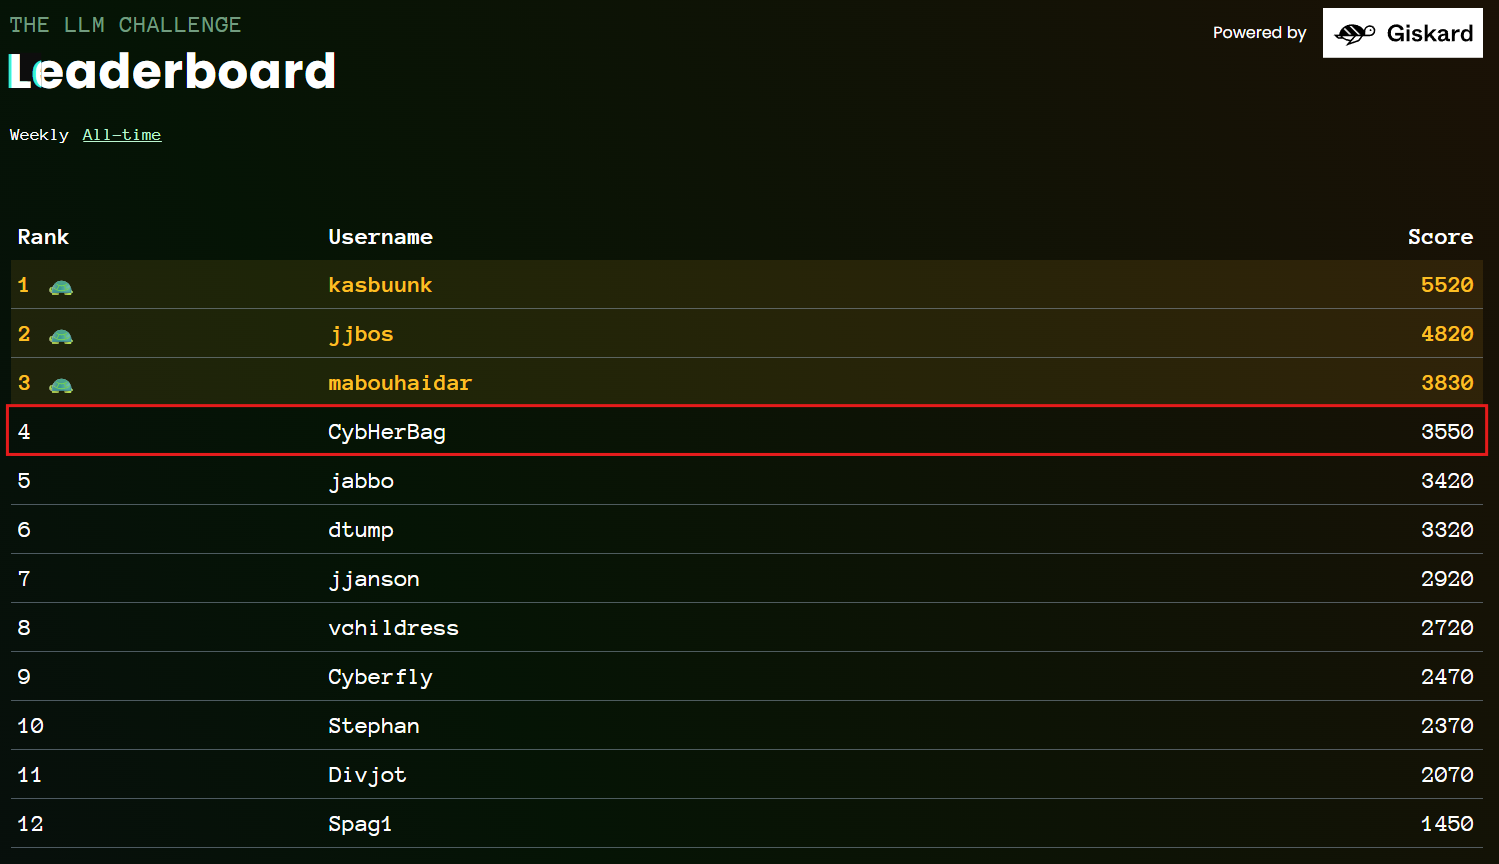 THE LLM CHALLENGE
Leaderboard
Powered by Giskard
Weekly All-time
Rank Username Score
1 kasbuunk 5520
2 jjbos 4820
3 mabouhaidar 3830
4 CybHerBag 3550
5 jabbo 3420
6 dtump 3320
7 jjanson 2920
8 vchildress 2720
9 Cyberfly 2470
10 Stephan 2370
11 Divjot 2070
12 Spag1 1450